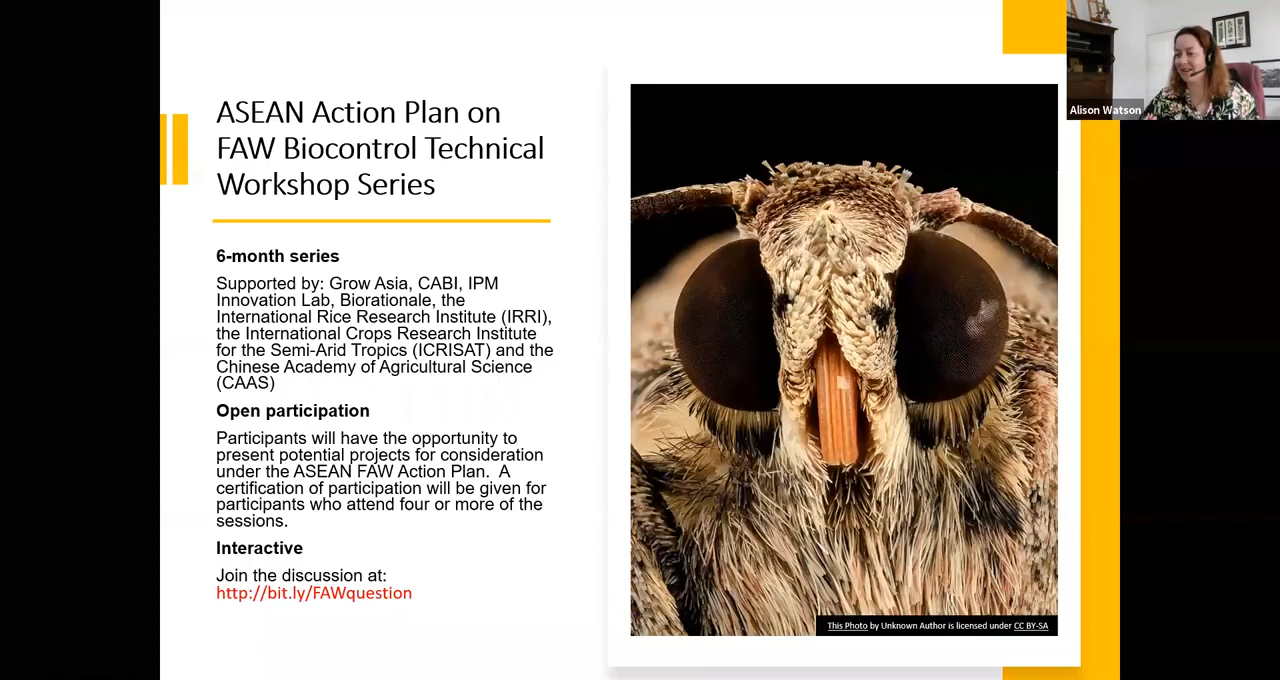 ASEAN Action Plan on
FAW Biocontrol Technical
Workshop Series
6-month series
Supported by: Grow Asia, CABI, IPM
Innovation Lab, Biorationale, the
International Rice Research Institute (IRRI),
the International Crops Research Institute
for the Semi-Arid Tropics (ICRISAT) and the
Chinese Academy of Agricultural Science
(CAAS)
Open participation
Participants will have the opportunity to
present potential projects for consideration
under the ASEAN FAW Action Plan. A
certification of participation will be given for
participants who attend four or more of the
sessions.
Interactive
Join the discussion at:
http://bit.ly/FAWquestion
This Photo by Unknown Author is licensed under CC BY-SA
Alison Watson